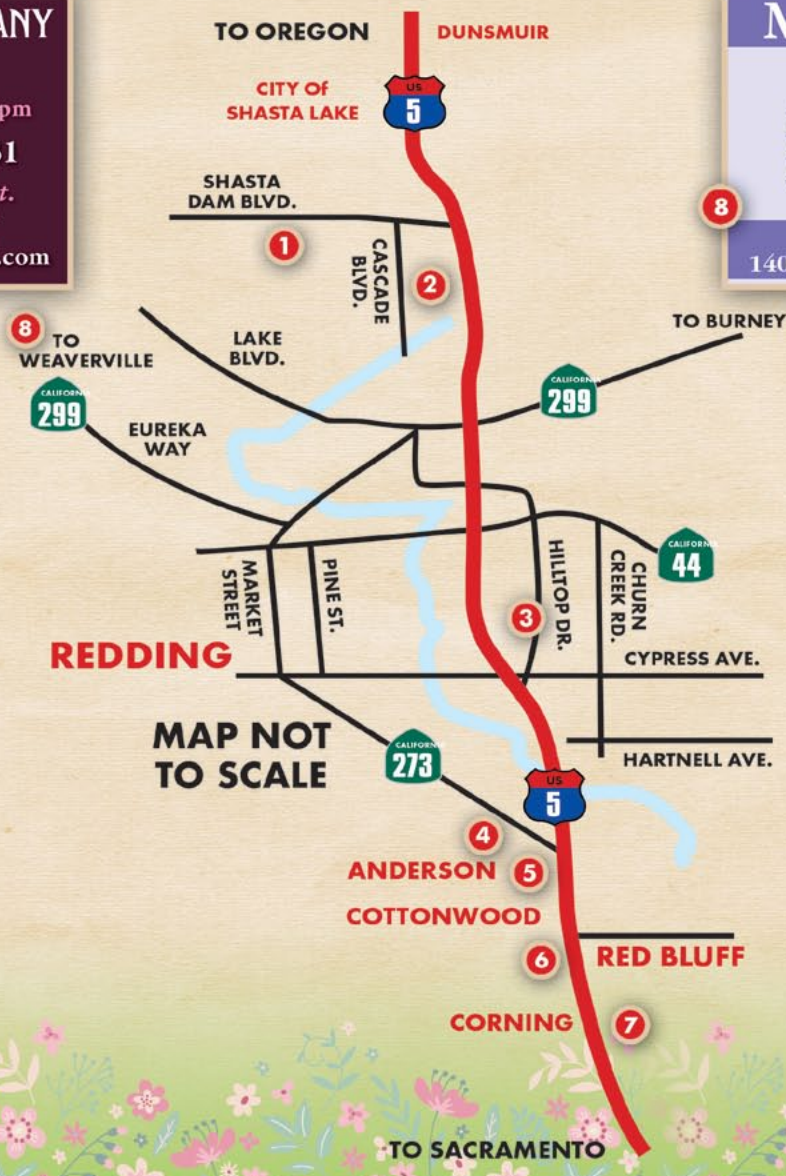 ANY
pm
61
t.
.com
M
8
140
TO OREGON
DUNSMUIR
CITY OF
SHASTA LAKE
US
5
SHASTA
DAM BLVD.
1
CASCADE
BLVD.
2
8
TO
WEAVERVILLE
LAKE
BLVD.
TO BURNEY
CALIFORNIA
299
CALIFORNIA
299
EUREKA
WAY
CALIFORNIA
44
MARKET
STREET
PINE ST.
HILLTOP DR.
CHURN
CREEK RD.
3
REDDING
CYPRESS AVE.
MAP NOT
TO SCALE
CALIFORNIA
273
HARTNELL AVE.
US
5
4
ANDERSON
5
COTTONWOOD
6
RED BLUFF
CORNING
7
TO SACRAMENTO